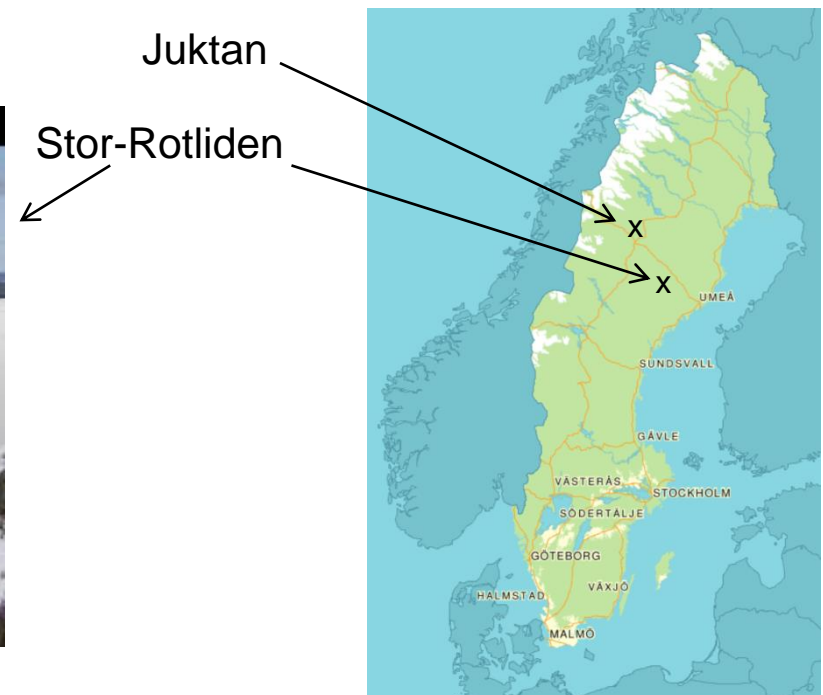 Juktan
Stor-Rotliden
x
x
UMEÅ
SUNDSVALL
GÄVLE
VÄSTERÅS
STOCKHOLM
SÖDERTÄLJE
GÖTEBORG
VÄXJÖ
HALMSTAD
MALMÖ